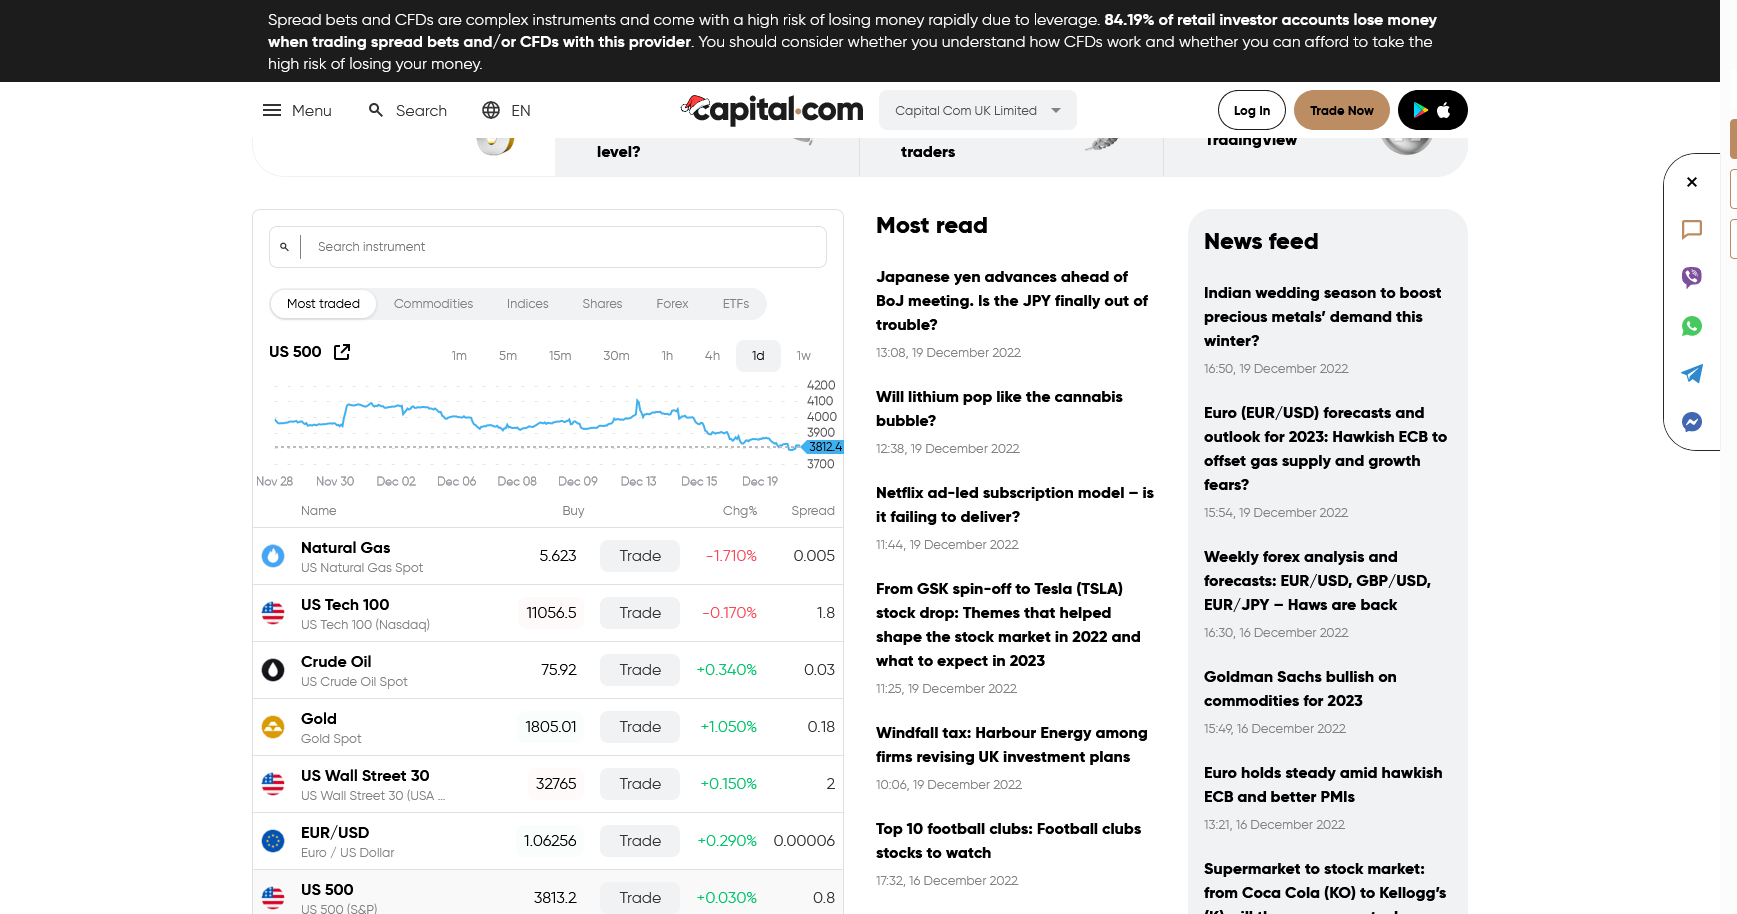 Spread bets and CFDs are complex instruments and come with a high risk of losing money rapidly due to leverage. 84.19% of retail investor accounts lose money
when trading spread bets and/or CFDs with this provider. You should consider whether you understand how CFDs work and whether you can afford to take the
high risk of losing your money.
Menu
Search
EN
capital.com
Capital Com UK Limited
Log In
Trade Now
level?
traders
TradingView
Search instrument
Most traded
Commodities
Indices
Shares
Forex
ETFs
US 500
1m
5m
15m
30m
1h
4h
1d
1w
4200
4100
4000
3900
3812.4
3700
Nov 28
Nov 30
Dec 02
Dec 06
Dec 08
Dec 09
Dec 13
Dec 15
Dec 19
Name
Buy
Chg%
Spread
Natural Gas
US Natural Gas Spot
5.623
Trade
-1.710%
0.005
US Tech 100
US Tech 100 (Nasdaq)
11056.5
Trade
-0.170%
1.8
Crude Oil
US Crude Oil Spot
75.92
Trade
+0.340%
0.03
Gold
Gold Spot
1805.01
Trade
+1.050%
0.18
US Wall Street 30
US Wall Street 30 (USA ...
32765
Trade
+0.150%
2
EUR/USD
Euro / US Dollar
1.06256
Trade
+0.290%
0.00006
US 500
US 500 (S&P)
3813.2
Trade
+0.030%
0.8
Most read
Japanese yen advances ahead of
BoJ meeting. Is the JPY finally out of
trouble?
13:08, 19 December 2022
Will lithium pop like the cannabis
bubble?
12:38, 19 December 2022
Netflix ad-led subscription model – is
it failing to deliver?
11:44, 19 December 2022
From GSK spin-off to Tesla (TSLA)
stock drop: Themes that helped
shape the stock market in 2022 and
what to expect in 2023
11:25, 19 December 2022
Windfall tax: Harbour Energy among
firms revising UK investment plans
10:06, 19 December 2022
Top 10 football clubs: Football clubs
stocks to watch
17:32, 16 December 2022
News feed
Indian wedding season to boost
precious metals’ demand this
winter?
16:50, 19 December 2022
Euro (EUR/USD) forecasts and
outlook for 2023: Hawkish ECB to
offset gas supply and growth
fears?
15:54, 19 December 2022
Weekly forex analysis and
forecasts: EUR/USD, GBP/USD,
EUR/JPY – Haws are back
16:30, 16 December 2022
Goldman Sachs bullish on
commodities for 2023
15:49, 16 December 2022
Euro holds steady amid hawkish
ECB and better PMIs
13:21, 16 December 2022
Supermarket to stock market:
from Coca Cola (KO) to Kellogg’s